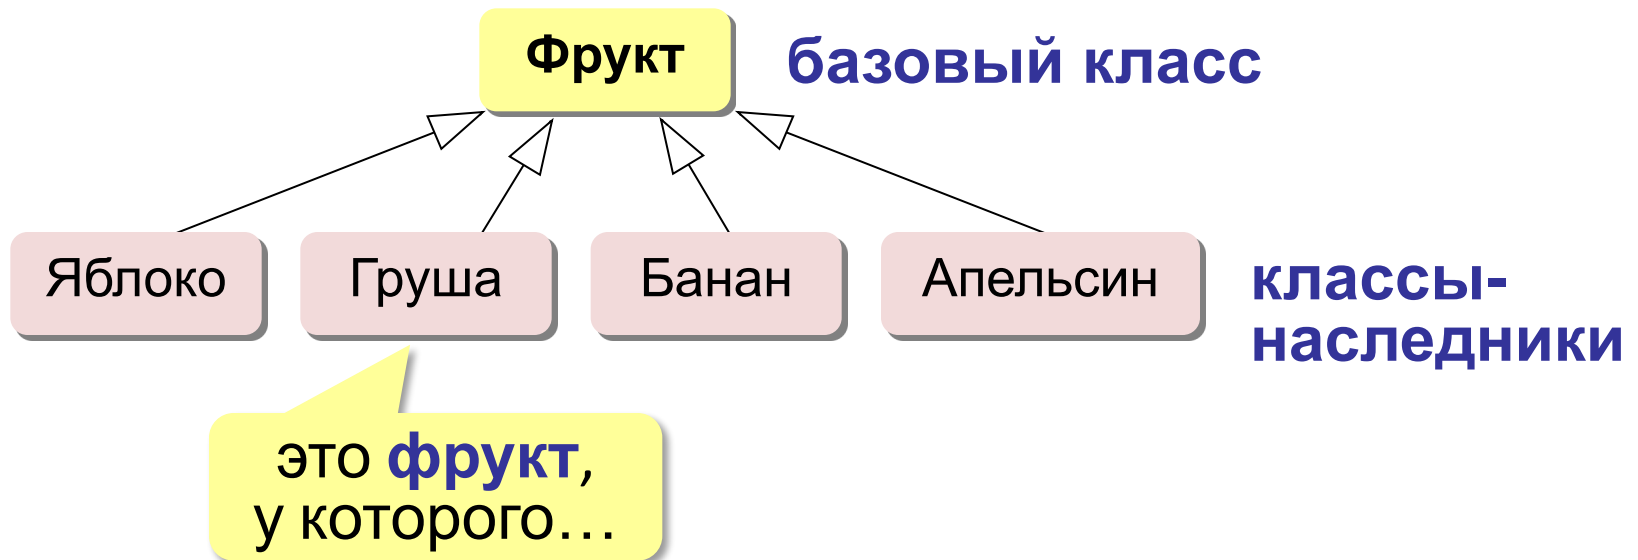 Фрукт
базовый класс
Яблоко
Груша
Банан
Апельсин
классы-
наследники
это фрукт,
у которого…